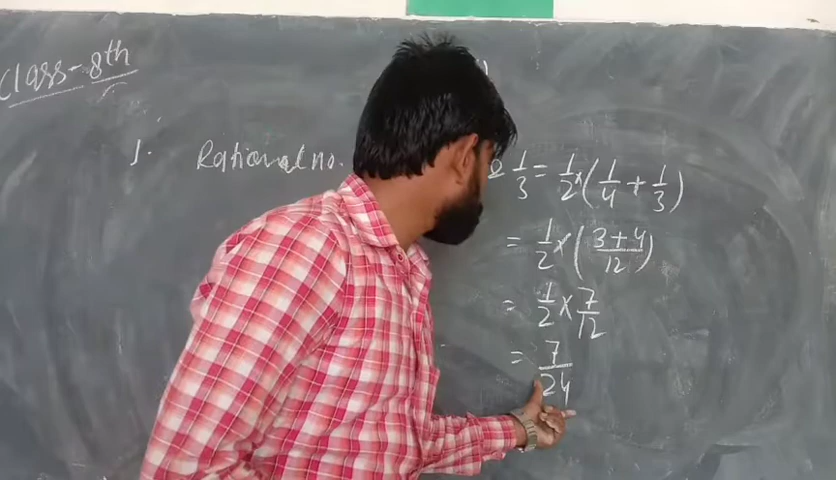 Class - 8th
1. Rational no. & 1/3 = 1/2 × (1/4 + 1/3)
= 1/2 × (3+4/12)
= 1/2 × 7/12
= 7/24